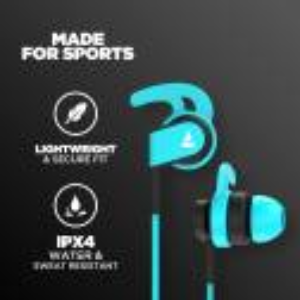 MADE
FOR SPORTS
LIGHTWEIGHT
& SECURE FIT
IPX4
WATER &
SWEAT RESISTANT